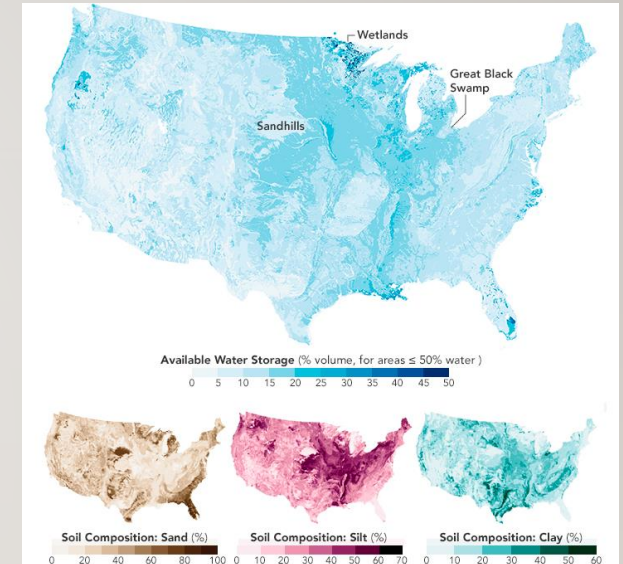 Wetlands
Great Black
Swamp
Sandhills
Available Water Storage (% volume, for areas ≤ 50% water )
0 5 10 15 20 25 30 35 40 45 50
Soil Composition: Sand (%)
0 20 40 60 80 100
Soil Composition: Silt (%)
0 10 20 30 40 50 60 70
Soil Composition: Clay (%)
0 10 20 30 40 50 60